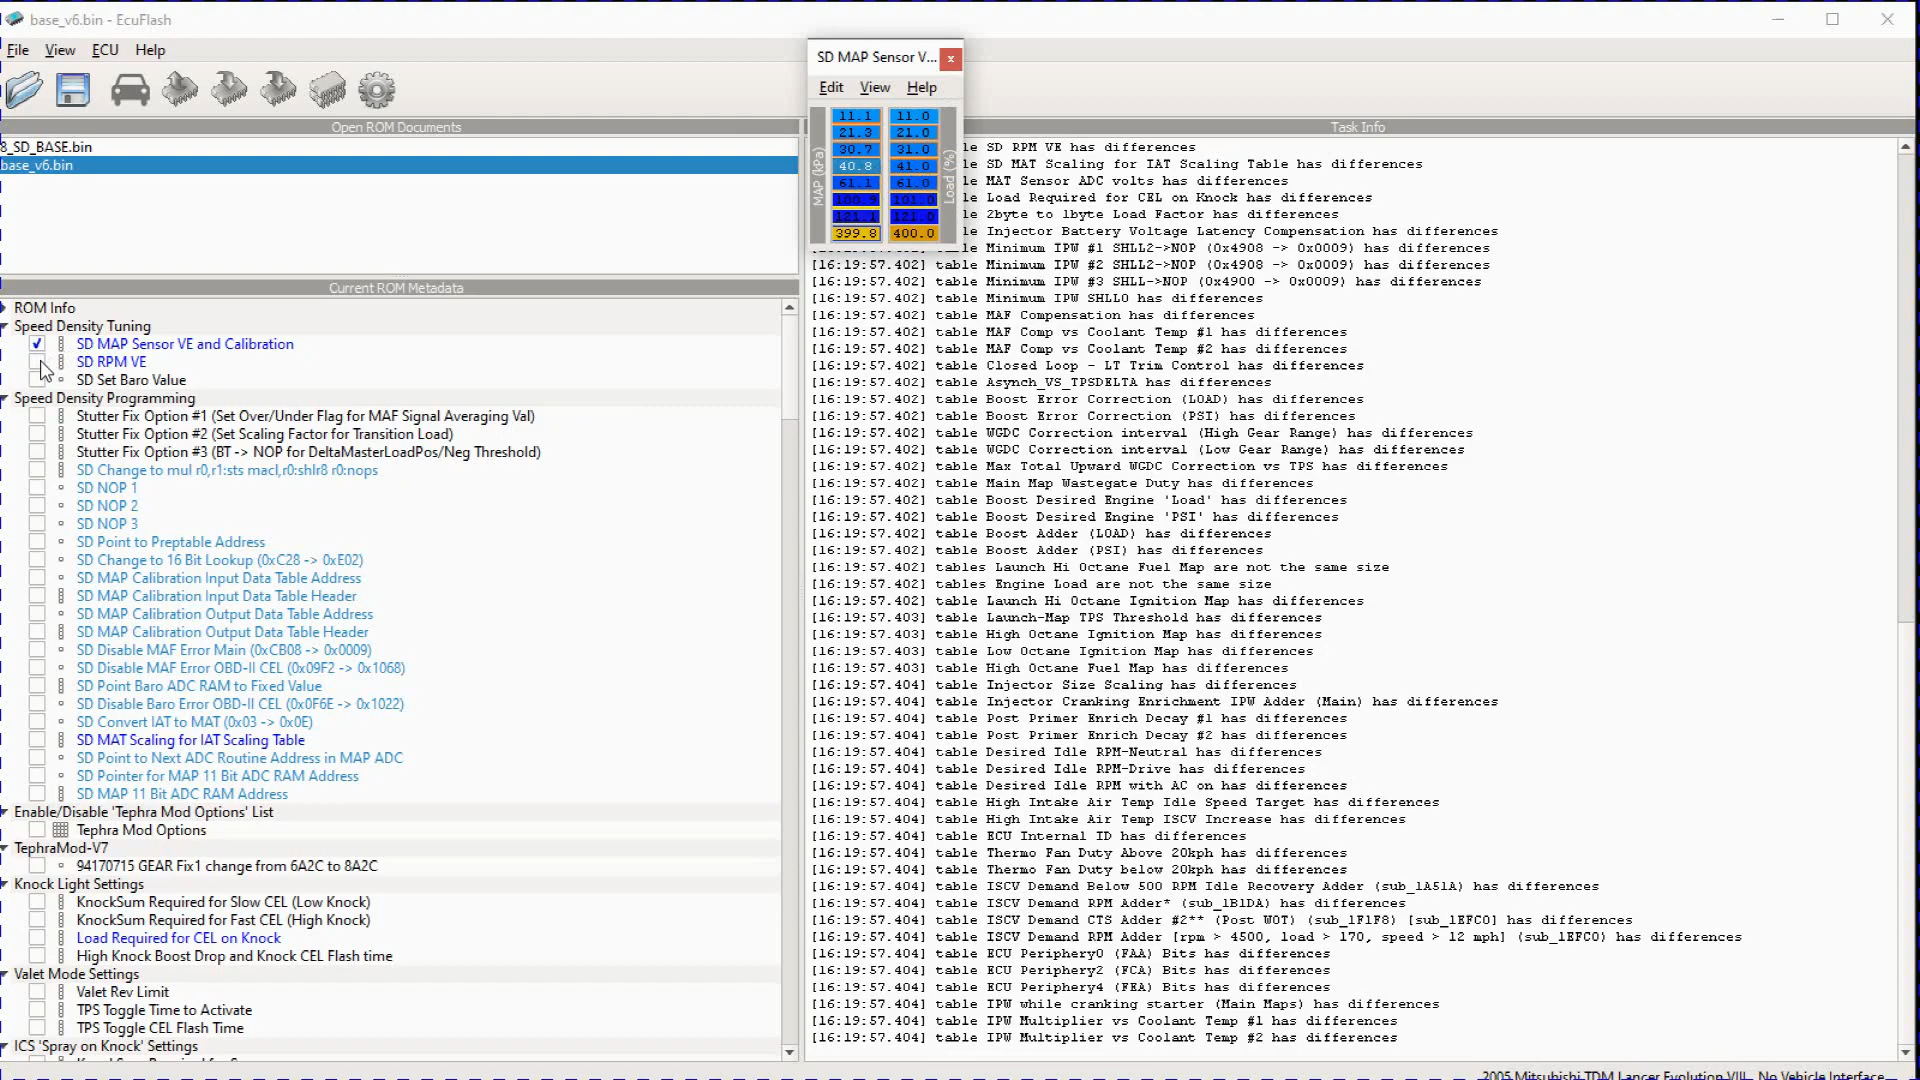 base_v6.bin - EcuFlash
File View ECU Help
Open ROM Documents
8_SD_BASE.bin
base_v6.bin
Current ROM Metadata
ROM Info
Speed Density Tuning
SD MAP Sensor VE and Calibration
SD RPM VE
SD Set Baro Value
Speed Density Programming
Stutter Fix Option #1 (Set Over/Under Flag for MAF Signal Averaging Val)
Stutter Fix Option #2 (Set Scaling Factor for Transition Load)
Stutter Fix Option #3 (BT -> NOP for DeltaMasterLoadPos/Neg Threshold)
SD Change to mul r0,r1:sts macl,r0:shlr8 r0:nops
SD NOP 1
SD NOP 2
SD NOP 3
SD Point to Preptable Address
SD Change to 16 Bit Lookup (0xC28 -> 0xE02)
SD MAP Calibration Input Data Table Address
SD MAP Calibration Input Data Table Header
SD MAP Calibration Output Data Table Address
SD MAP Calibration Output Data Table Header
SD Disable MAF Error Main (0xCB08 -> 0x0009)
SD Disable MAF Error OBD-II CEL (0x09F2 -> 0x1068)
SD Point Baro ADC RAM to Fixed Value
SD Disable Baro Error OBD-II CEL (0x0F6E -> 0x1022)
SD Convert IAT to MAT (0x03 -> 0x0E)
SD MAT Scaling for IAT Scaling Table
SD Point to Next ADC Routine Address in MAP ADC
SD Pointer for MAP 11 Bit ADC RAM Address
SD MAP 11 Bit ADC RAM Address
Enable/Disable 'Tephra Mod Options' List
Tephra Mod Options
TephraMod-V7
94170715 GEAR Fix1 change from 6A2C to 8A2C
Knock Light Settings
KnockSum Required for Slow CEL (Low Knock)
KnockSum Required for Fast CEL (High Knock)
Load Required for CEL on Knock
High Knock Boost Drop and Knock CEL Flash time
Valet Mode Settings
Valet Rev Limit
TPS Toggle Time to Activate
TPS Toggle CEL Flash Time
ICS 'Spray on Knock' Settings
SD MAP Sensor V... x
Edit View Help
MAP (kPa)
Load (%)
11.1 11.0
21.3 21.0
30.7 31.0
40.8 41.0
61.1 61.0
100.9 101.0
121.1 121.0
399.8 400.0
Task Info
le SD RPM VE has differences
le SD MAT Scaling for IAT Scaling Table has differences
le MAT Sensor ADC volts has differences
le Load Required for CEL on Knock has differences
le 2byte to 1byte Load Factor has differences
le Injector Battery Voltage Latency Compensation has differences
[16:19:57.402] table Minimum IPW #1 SHLL2->NOP (0x4908 -> 0x0009) has differences
[16:19:57.402] table Minimum IPW #2 SHLL2->NOP (0x4908 -> 0x0009) has differences
[16:19:57.402] table Minimum IPW #3 SHLL->NOP (0x4900 -> 0x0009) has differences
[16:19:57.402] table Minimum IPW SHLL0 has differences
[16:19:57.402] table MAF Compensation has differences
[16:19:57.402] table MAF Comp vs Coolant Temp #1 has differences
[16:19:57.402] table MAF Comp vs Coolant Temp #2 has differences
[16:19:57.402] table Closed Loop - LT Trim Control has differences
[16:19:57.402] table Asynch_VS_TPSDELTA has differences
[16:19:57.402] table Boost Error Correction (LOAD) has differences
[16:19:57.402] table Boost Error Correction (PSI) has differences
[16:19:57.402] table WGDC Correction interval (High Gear Range) has differences
[16:19:57.402] table WGDC Correction interval (Low Gear Range) has differences
[16:19:57.402] table Max Total Upward WGDC Correction vs TPS has differences
[16:19:57.402] table Main Map Wastegate Duty has differences
[16:19:57.402] table Boost Desired Engine 'Load' has differences
[16:19:57.402] table Boost Desired Engine 'PSI' has differences
[16:19:57.402] table Boost Adder (LOAD) has differences
[16:19:57.402] table Boost Adder (PSI) has differences
[16:19:57.402] tables Launch Hi Octane Fuel Map are not the same size
[16:19:57.402] tables Engine Load are not the same size
[16:19:57.402] table Launch Hi Octane Ignition Map has differences
[16:19:57.403] table Launch-Map TPS Threshold has differences
[16:19:57.403] table High Octane Ignition Map has differences
[16:19:57.403] table Low Octane Ignition Map has differences
[16:19:57.403] table High Octane Fuel Map has differences
[16:19:57.404] table Injector Size Scaling has differences
[16:19:57.404] table Injector Cranking Enrichment IPW Adder (Main) has differences
[16:19:57.404] table Post Primer Enrich Decay #1 has differences
[16:19:57.404] table Post Primer Enrich Decay #2 has differences
[16:19:57.404] table Desired Idle RPM-Neutral has differences
[16:19:57.404] table Desired Idle RPM-Drive has differences
[16:19:57.404] table Desired Idle RPM with AC on has differences
[16:19:57.404] table High Intake Air Temp Idle Speed Target has differences
[16:19:57.404] table High Intake Air Temp ISCV Increase has differences
[16:19:57.404] table ECU Internal ID has differences
[16:19:57.404] table Thermo Fan Duty Above 20kph has differences
[16:19:57.404] table Thermo Fan Duty below 20kph has differences
[16:19:57.404] table ISCV Demand Below 500 RPM Idle Recovery Adder (sub_1A51A) has differences
[16:19:57.404] table ISCV Demand RPM Adder* (sub_1B1DA) has differences
[16:19:57.404] table ISCV Demand CTS Adder #2** (Post WOT) (sub_1F1F8) [sub_1EFC0] has differences
[16:19:57.404] table ISCV Demand RPM Adder [rpm > 4500, load > 170, speed > 12 mph] (sub_1EFC0) has differences
[16:19:57.404] table ECU Periphery0 (FAA) Bits has differences
[16:19:57.404] table ECU Periphery2 (FCA) Bits has differences
[16:19:57.404] table ECU Periphery4 (FEA) Bits has differences
[16:19:57.404] table IPW while cranking starter (Main Maps) has differences
[16:19:57.404] table IPW Multiplier vs Coolant Temp #1 has differences
[16:19:57.404] table IPW Multiplier vs Coolant Temp #2 has differences
2005 Mitsubishi TDM Lancer Evolution VIII No Vehicle Interface